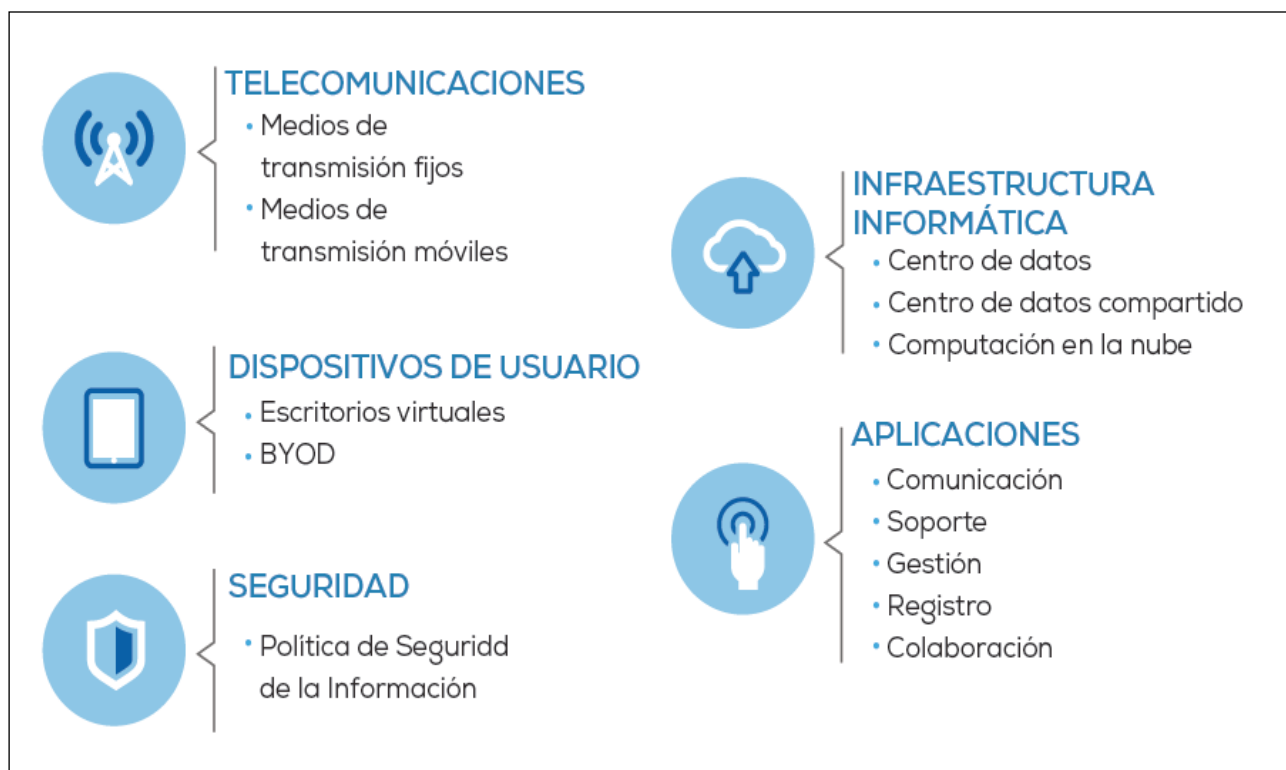 TELECOMUNICACIONES
• Medios de
transmisión fijos
• Medios de
transmisión móviles
DISPOSITIVOS DE USUARIO
• Escritorios virtuales
• BYOD
SEGURIDAD
• Política de Seguridd
de la Información
INFRAESTRUCTURA
INFORMÁTICA
• Centro de datos
• Centro de datos compartido
• Computación en la nube
APLICACIONES
• Comunicación
• Soporte
• Gestión
• Registro
• Colaboración